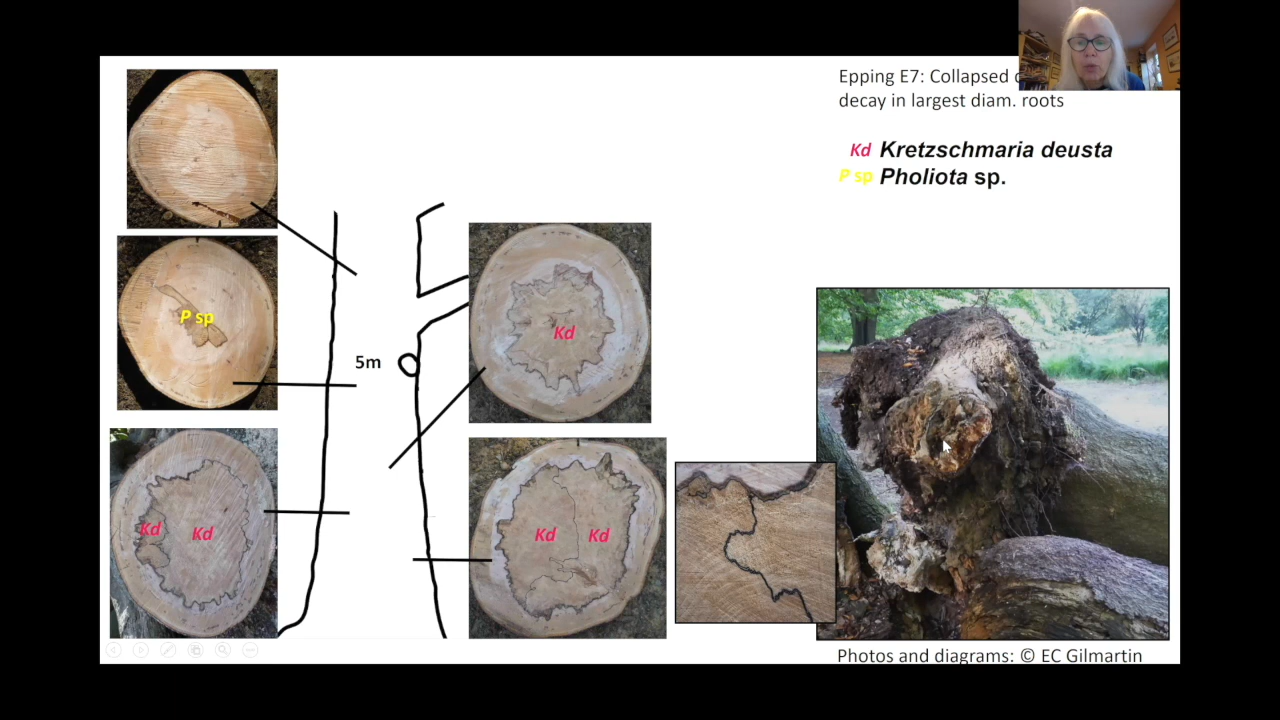 Epping E7: Collapsed
decay in largest diam. roots
Kd Kretzschmaria deusta
P sp Pholiota sp.
P sp
Kd
5m
Kd Kd
Kd Kd
Photos and diagrams: © EC Gilmartin